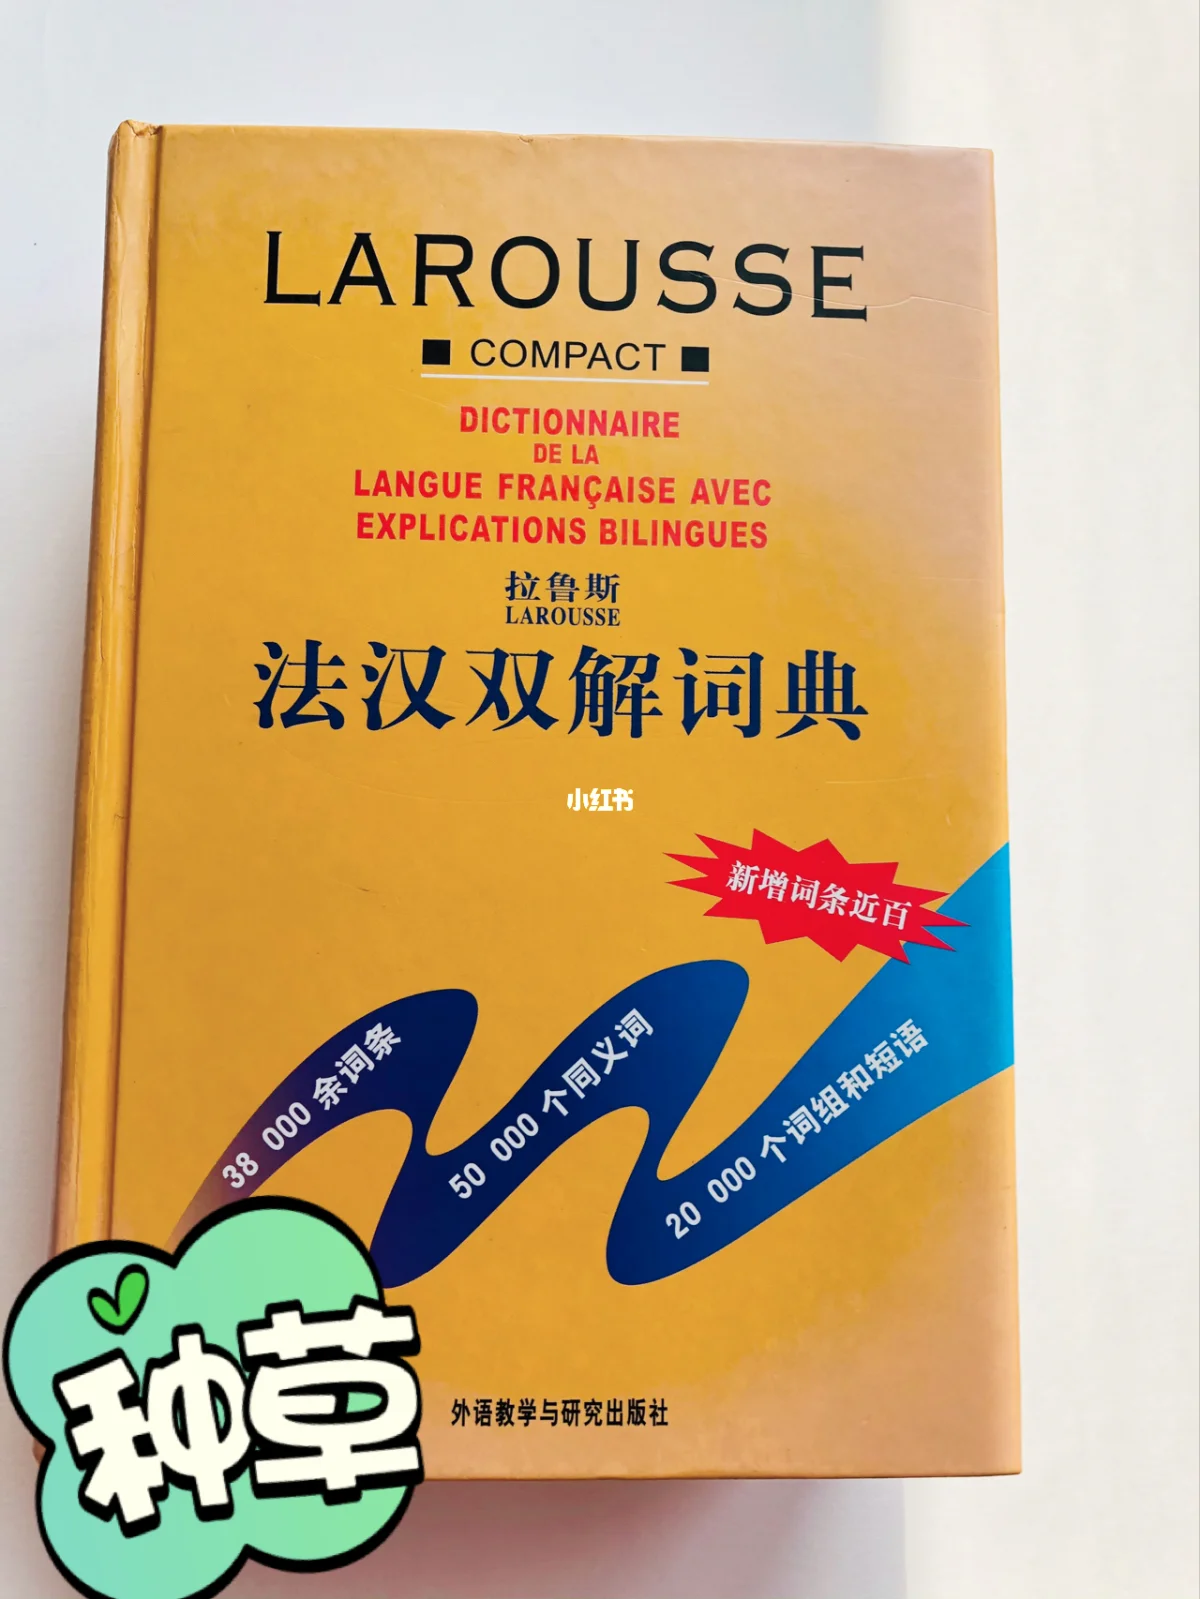 LAROUSSE
COMPACT
DICTIONNAIRE
DE LA
LANGUE FRANÇAISE AVEC
EXPLICATIONS BILINGUES
拉鲁斯
LAROUSSE
法汉双解词典
小红书
新增词条近百
38 000 余词条
50 000 个同义词
20 000 个词组和短语
种草
外语教学与研究出版社